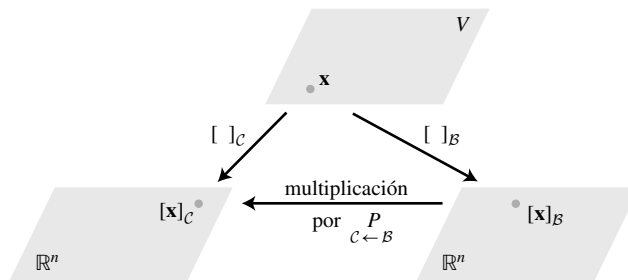 V
x
[ ]𝒞
[ ]ℬ
multiplicación
[x]𝒞
[x]ℬ
por P
𝒞←ℬ
ℝⁿ
ℝⁿ